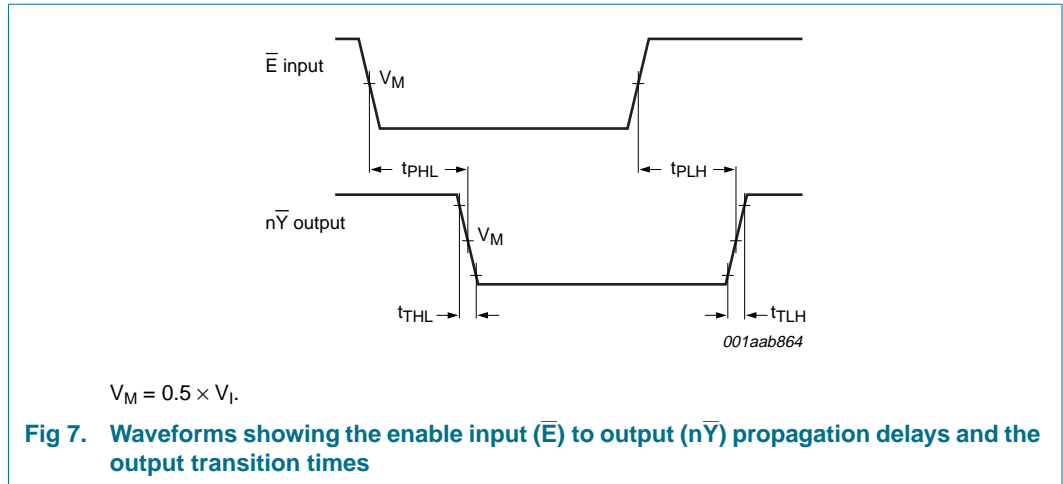 E̅ input
VM
tPHL
tPLH
nY̅ output
VM
tTHL
tTLH
001aab864
VM = 0.5 × VI.
Fig 7. Waveforms showing the enable input (E̅) to output (nY̅) propagation delays and the
output transition times